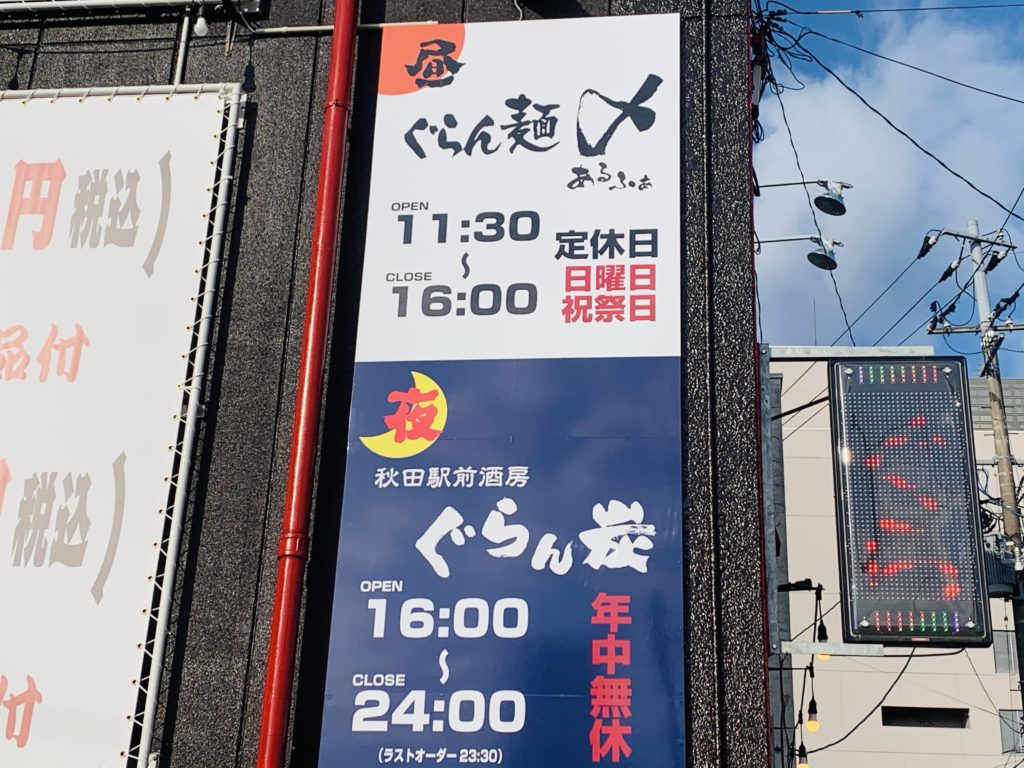 円税込)
品付
税込)
付
昼
ぐらん麺〆
あるふぁ
OPEN
11:30
〜
CLOSE
16:00
定休日
日曜日
祝祭日
夜
秋田駅前酒房
ぐらん炭
OPEN
16:00
〜
CLOSE
24:00
(ラストオーダー 23:30)
年中無休